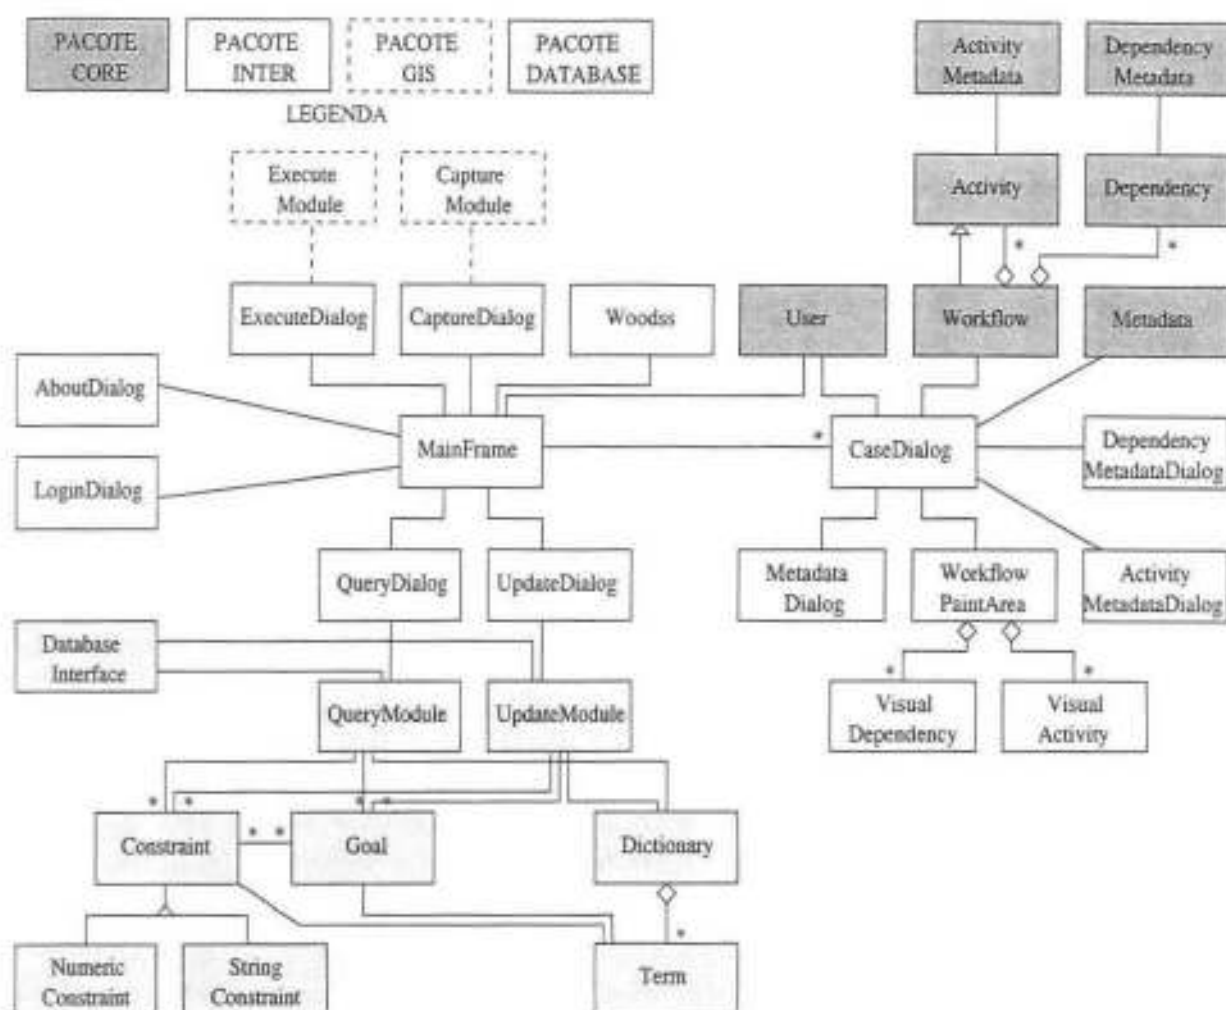 PACOTE
CORE
PACOTE
INTER
PACOTE
GIS
PACOTE
DATABASE
LEGENDA
Activity
Metadata
Dependency
Metadata
Execute
Module
Capture
Module
Activity
Dependency
*
*
ExecuteDialog
CaptureDialog
Woodss
User
Workflow
Metadata
AboutDialog
MainFrame
*
CaseDialog
Dependency
MetadataDialog
LoginDialog
QueryDialog
UpdateDialog
Metadata
Dialog
Workflow
PaintArea
Activity
MetadataDialog
Database
Interface
*
*
QueryModule
UpdateModule
Visual
Dependency
Visual
Activity
*
*
*
*
Constraint
*
*
Goal
Dictionary
*
Numeric
Constraint
String
Constraint
Term